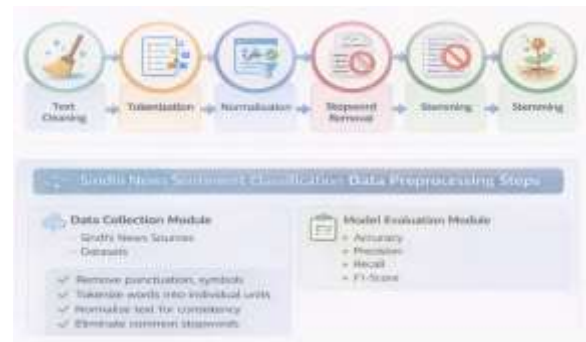 Text Cleaning
Tokenization
Normalisation
Stopword Removal
Stemming
Stemming
Sindhi News Sentiment Classification Data Preprocessing Steps
Data Collection Module
Sindhi News Sources
Datasets
✓ Remove punctuation, symbols
✓ Tokenize words into individual units
✓ Normalise text for consistency
✓ Eliminate common stopwords
Model Evaluation Module
Accuracy
Precision
Recall
F1-Score